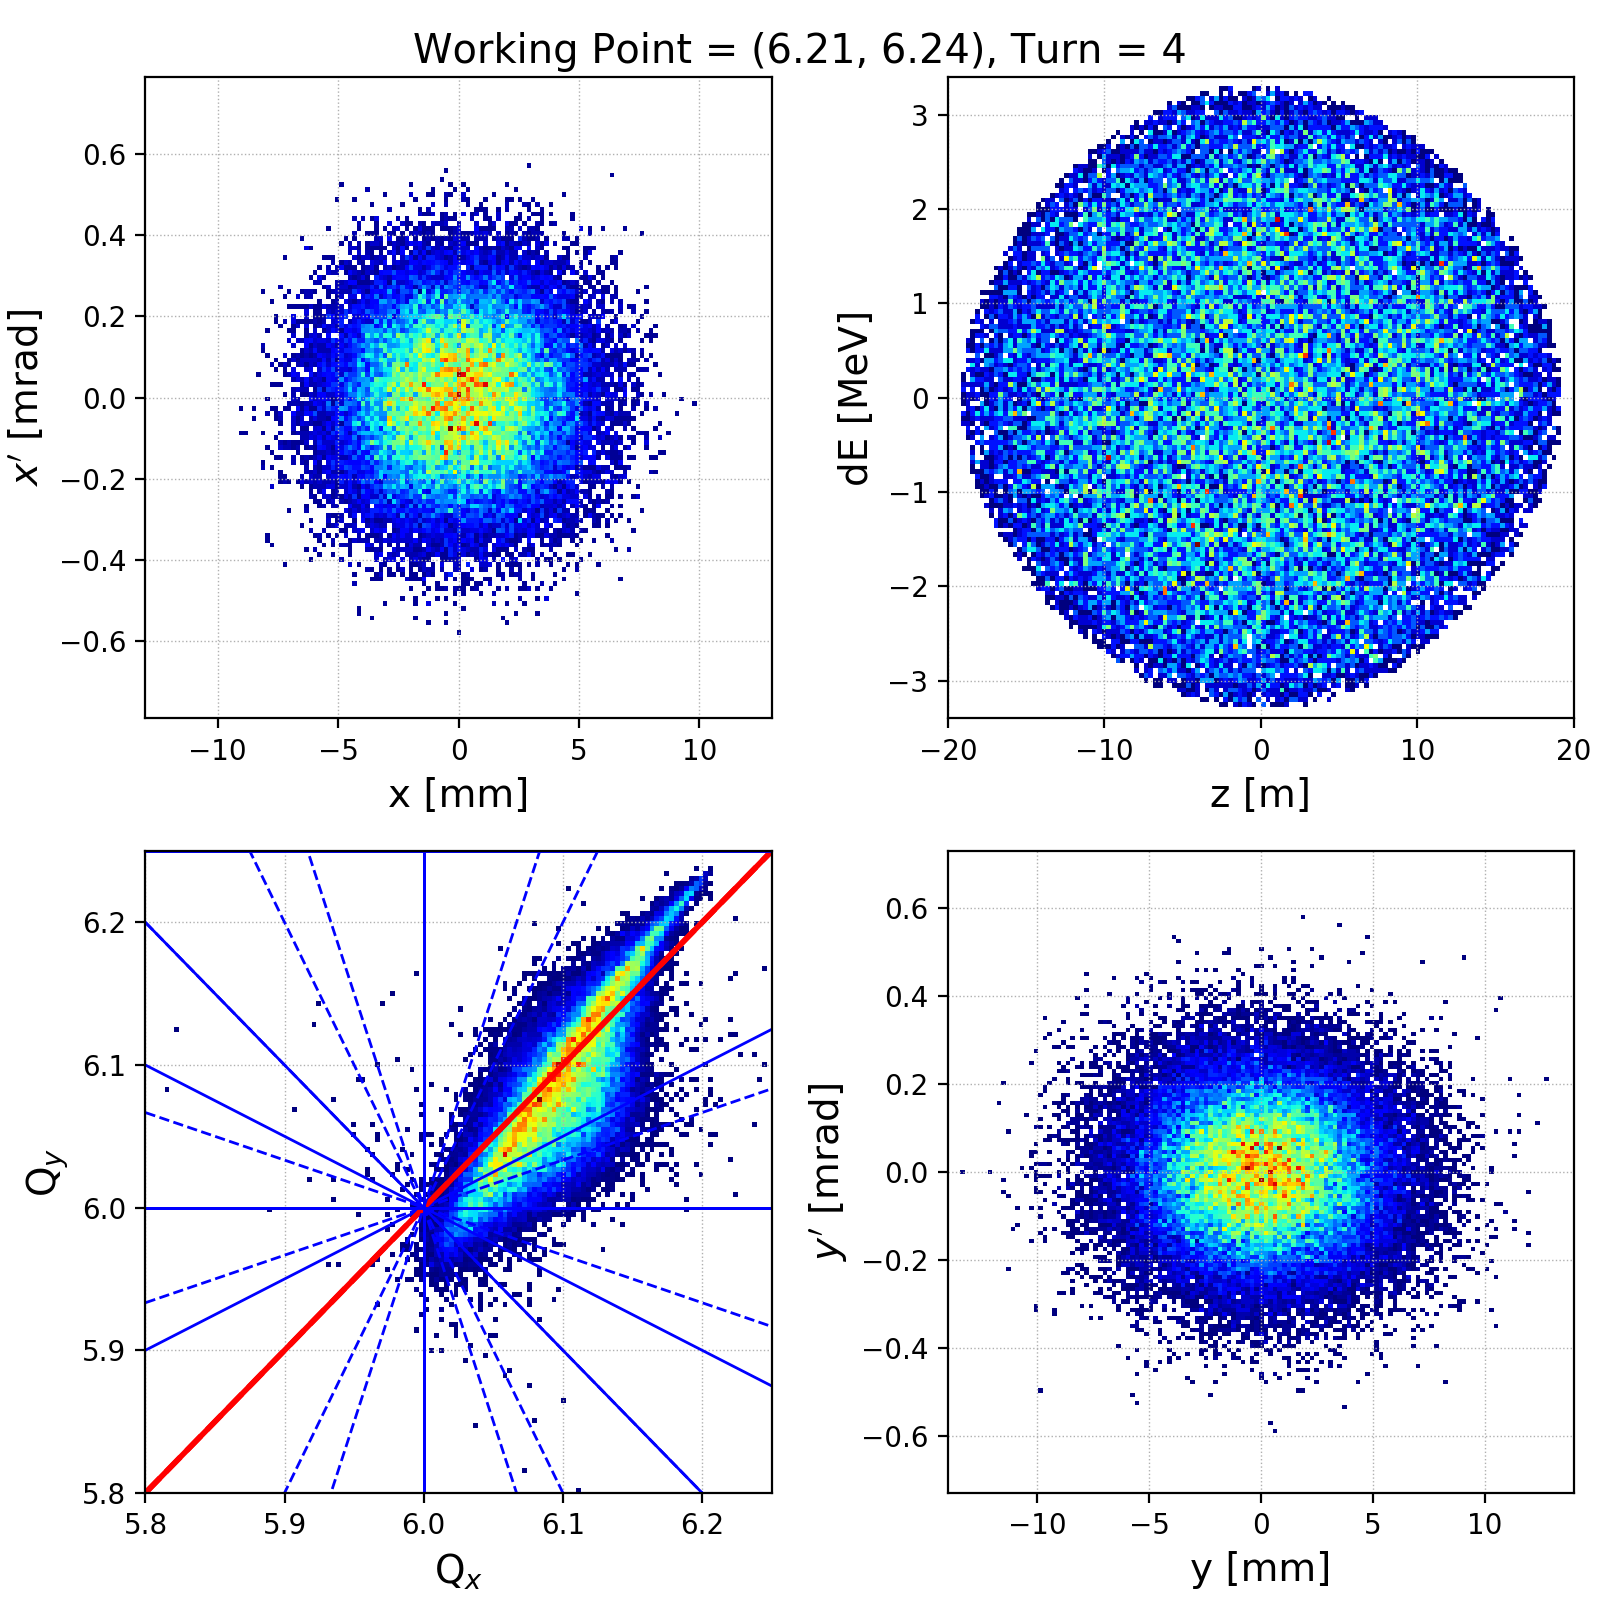 Working Point = (6.21, 6.24), Turn = 4
0.6
0.4
0.2
0.0
−0.2
−0.4
−0.6
x′ [mrad]
−10 −5 0 5 10
x [mm]
3
2
1
0
−1
−2
−3
dE [MeV]
−20 −10 0 10 20
z [m]
6.2
6.1
6.0
5.9
5.8
Qy
5.8 5.9 6.0 6.1 6.2
Qx
0.6
0.4
0.2
0.0
−0.2
−0.4
−0.6
y′ [mrad]
−10 −5 0 5 10
y [mm]